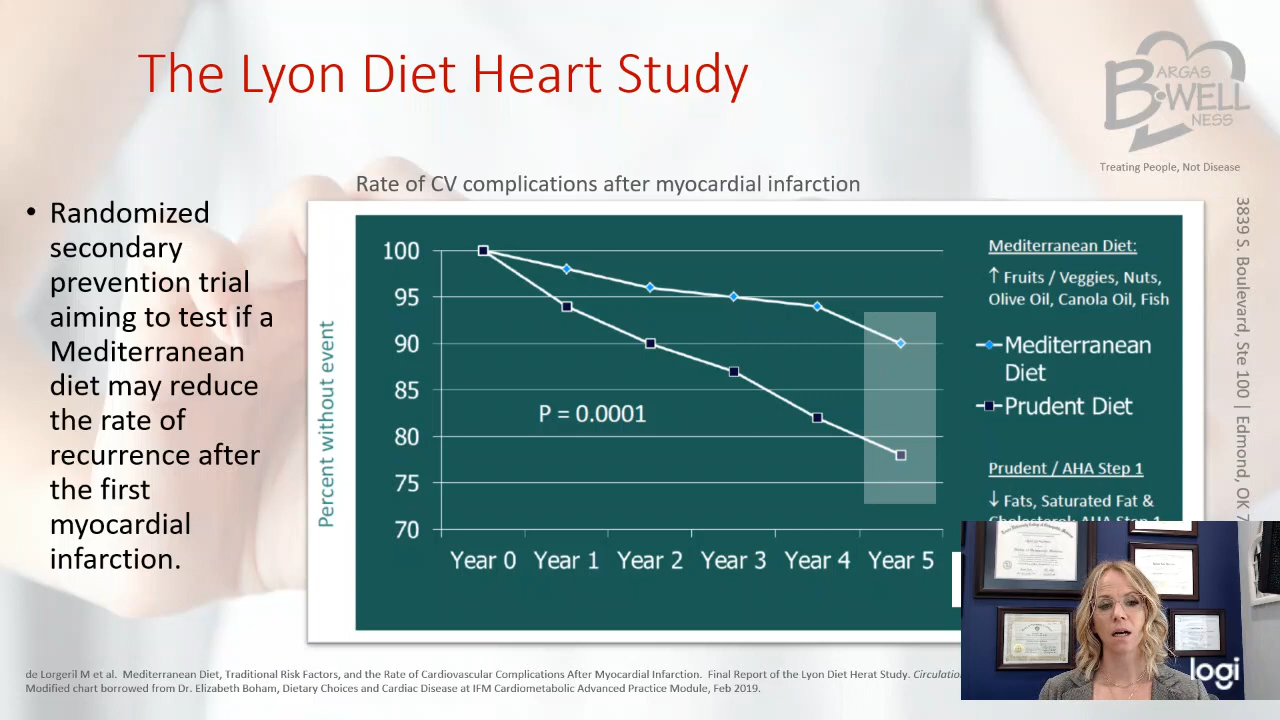 The Lyon Diet Heart Study
BARGAS
B•WELL
NESS
Treating People, Not Disease
3839 S. Boulevard, Ste 100 | Edmond, OK 7
Rate of CV complications after myocardial infarction
• Randomized
secondary
prevention trial
aiming to test if a
Mediterranean
diet may reduce
the rate of
recurrence after
the first
myocardial
infarction.
Percent without event
100
95
90
85
80
75
70
P = 0.0001
Year 0 Year 1 Year 2 Year 3 Year 4 Year 5
Mediterranean Diet:
↑ Fruits / Veggies, Nuts,
Olive Oil, Canola Oil, Fish
Mediterranean
Diet
Prudent Diet
Prudent / AHA Step 1
↓ Fats, Saturated Fat &
Cholesterol; AHA Step 1
logi
de Lorgeril M et al. Mediterranean Diet, Traditional Risk Factors, and the Rate of Cardiovascular Complications After Myocardial Infarction. Final Report of the Lyon Diet Herat Study. Circulation
Modified chart borrowed from Dr. Elizabeth Boham, Dietary Choices and Cardiac Disease at IFM Cardiometabolic Advanced Practice Module, Feb 2019.